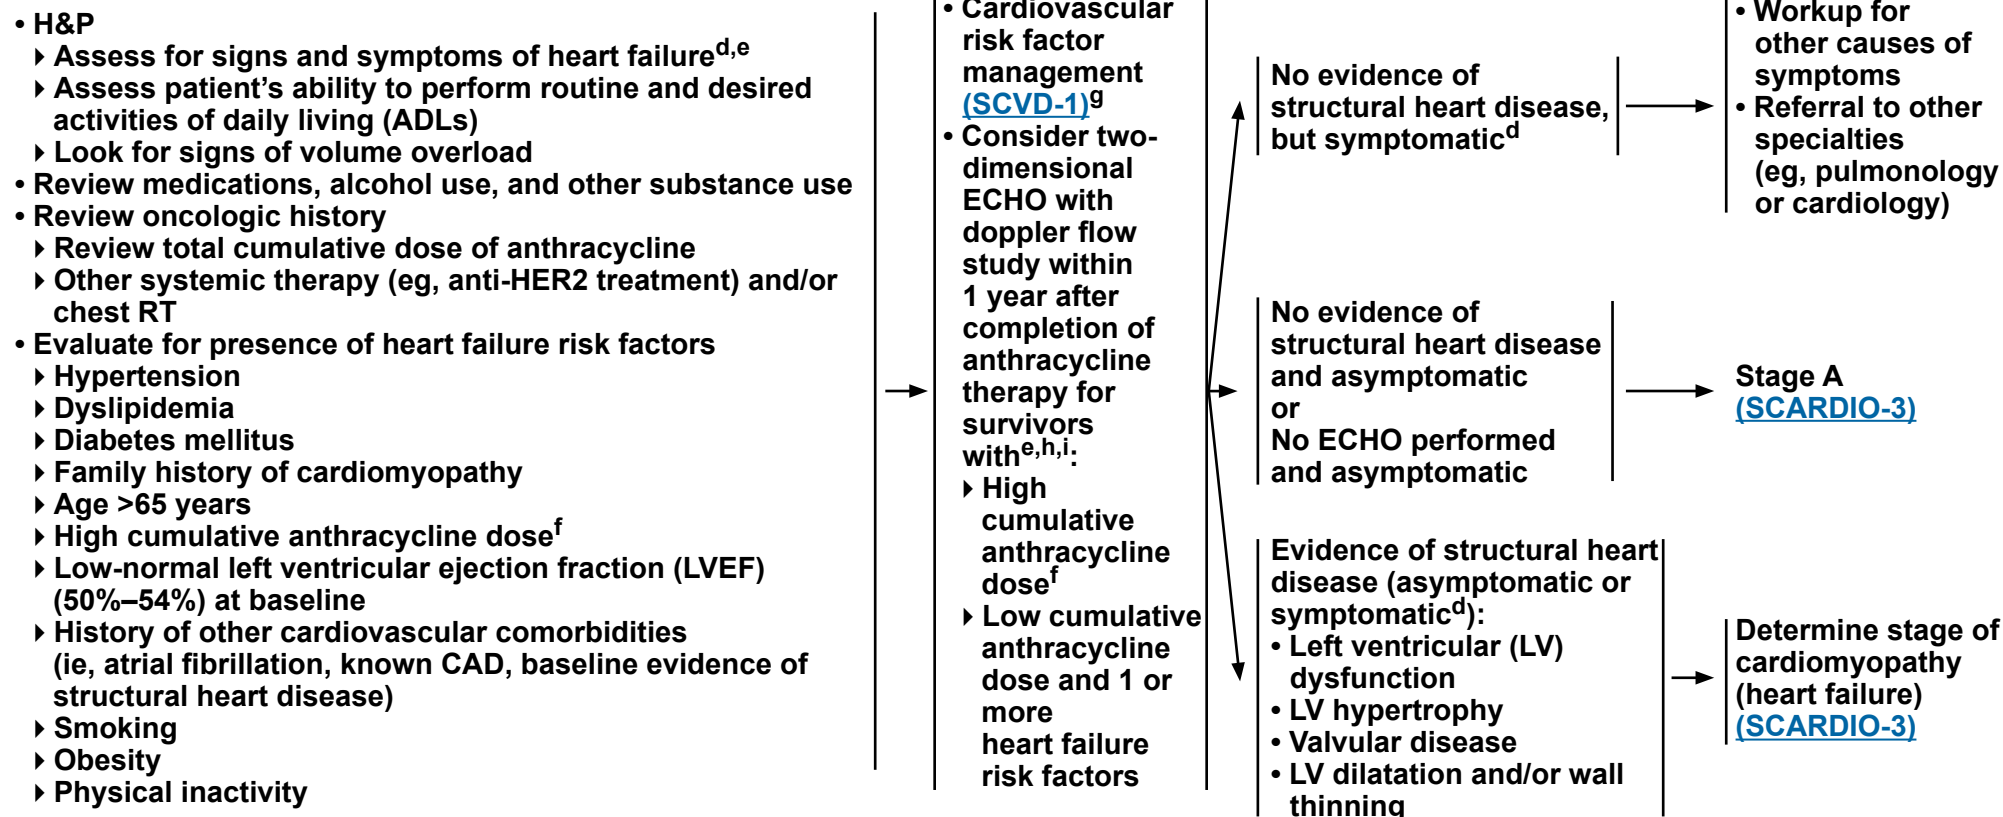 • H&P
▸ Assess for signs and symptoms of heart failure^d,e
▸ Assess patient's ability to perform routine and desired
activities of daily living (ADLs)
▸ Look for signs of volume overload
• Review medications, alcohol use, and other substance use
• Review oncologic history
▸ Review total cumulative dose of anthracycline
▸ Other systemic therapy (eg, anti-HER2 treatment) and/or
chest RT
• Evaluate for presence of heart failure risk factors
▸ Hypertension
▸ Dyslipidemia
▸ Diabetes mellitus
▸ Family history of cardiomyopathy
▸ Age >65 years
▸ High cumulative anthracycline dose^f
▸ Low-normal left ventricular ejection fraction (LVEF)
(50%–54%) at baseline
▸ History of other cardiovascular comorbidities
(ie, atrial fibrillation, known CAD, baseline evidence of
structural heart disease)
▸ Smoking
▸ Obesity
▸ Physical inactivity
• Cardiovascular
risk factor
management
(SCVD-1)^g
• Consider two-
dimensional
ECHO with
doppler flow
study within
1 year after
completion of
anthracycline
therapy for
survivors
with^e,h,i:
▸ High
cumulative
anthracycline
dose^f
▸ Low cumulative
anthracycline
dose and 1 or
more
heart failure
risk factors
No evidence of
structural heart disease,
but symptomatic^d
• Workup for
other causes of
symptoms
• Referral to other
specialties
(eg, pulmonology
or cardiology)
No evidence of
structural heart disease
and asymptomatic
or
No ECHO performed
and asymptomatic
Stage A
(SCARDIO-3)
Evidence of structural heart
disease (asymptomatic or
symptomatic^d):
• Left ventricular (LV)
dysfunction
• LV hypertrophy
• Valvular disease
• LV dilatation and/or wall
thinning
Determine stage of
cardiomyopathy
(heart failure)
(SCARDIO-3)